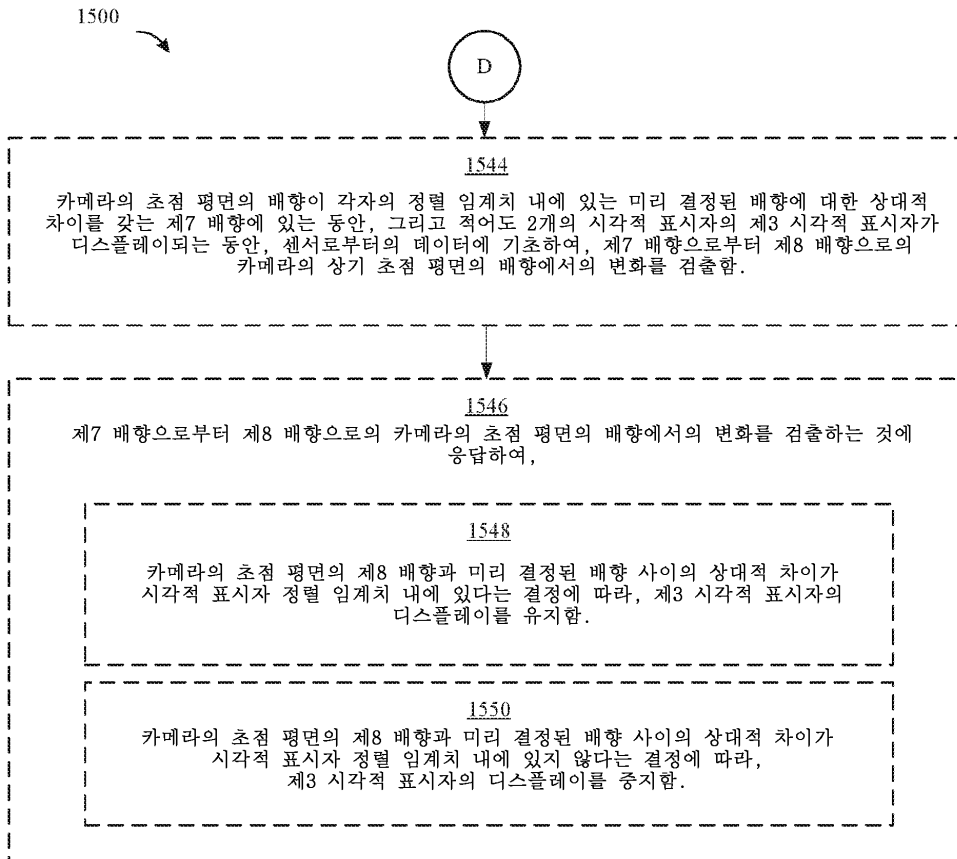 1500
D
1544
카메라의 초점 평면의 배향이 각자의 정렬 임계치 내에 있는 미리 결정된 배향에 대한 상대적
차이를 갖는 제7 배향에 있는 동안, 그리고 적어도 2개의 시각적 표시자의 제3 시각적 표시자가
디스플레이되는 동안, 센서로부터의 데이터에 기초하여, 제7 배향으로부터 제8 배향으로의
카메라의 상기 초점 평면의 배향에서의 변화를 검출함.
1546
제7 배향으로부터 제8 배향으로의 카메라의 초점 평면의 배향에서의 변화를 검출하는 것에
응답하여,
1548
카메라의 초점 평면의 제8 배향과 미리 결정된 배향 사이의 상대적 차이가
시각적 표시자 정렬 임계치 내에 있다는 결정에 따라, 제3 시각적 표시자의
디스플레이를 유지함.
1550
카메라의 초점 평면의 제8 배향과 미리 결정된 배향 사이의 상대적 차이가
시각적 표시자 정렬 임계치 내에 있지 않다는 결정에 따라,
제3 시각적 표시자의 디스플레이를 중지함.